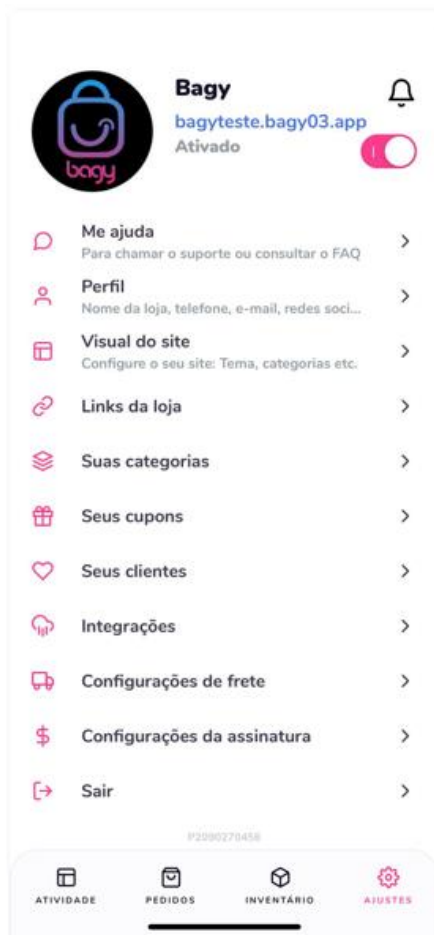 Bagy
bagyteste.bagy03.app
Ativado
bagy
Me ajuda
Para chamar o suporte ou consultar o FAQ
Perfil
Nome da loja, telefone, e-mail, redes soci...
Visual do site
Configure o seu site: Tema, categorias etc.
Links da loja
Suas categorias
Seus cupons
Seus clientes
Integrações
Configurações de frete
Configurações da assinatura
Sair
P2090270456
ATIVIDADE PEDIDOS INVENTÁRIO AJUSTES